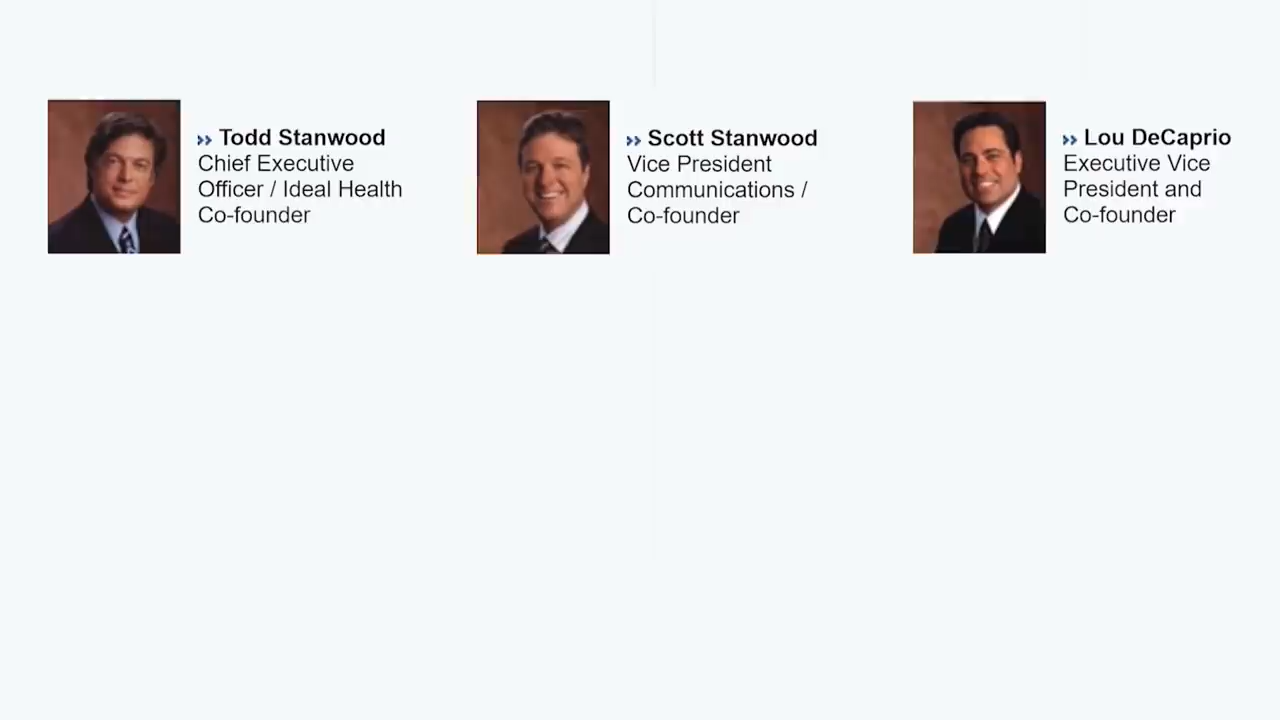 Todd Stanwood
Chief Executive
Officer / Ideal Health
Co-founder
Scott Stanwood
Vice President
Communications /
Co-founder
Lou DeCaprio
Executive Vice
President and
Co-founder